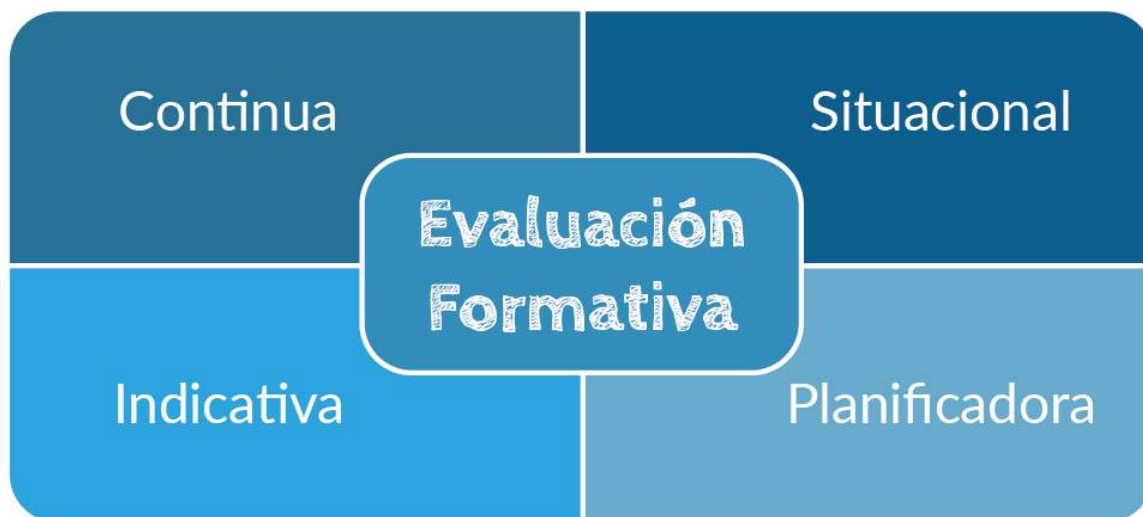 Continua
Situacional
Evaluación
Formativa
Indicativa
Planificadora